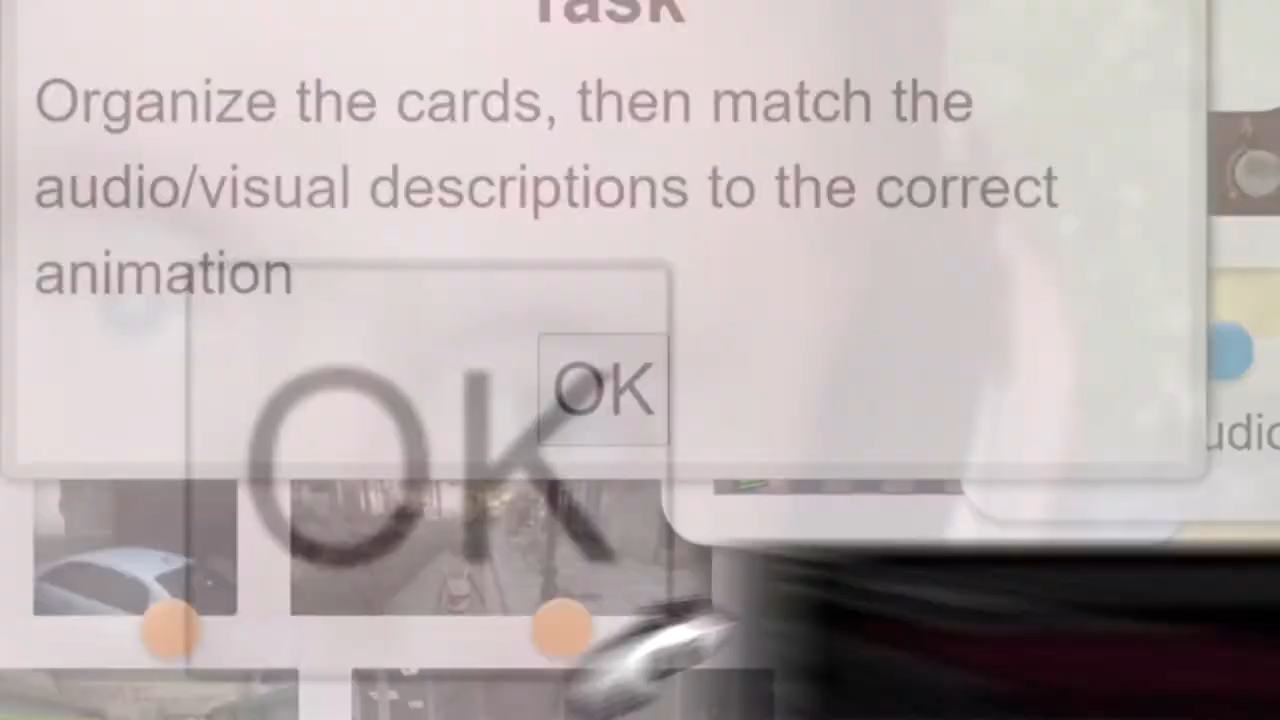 Task
Organize the cards, then match the
audio/visual descriptions to the correct
animation
OK
OK